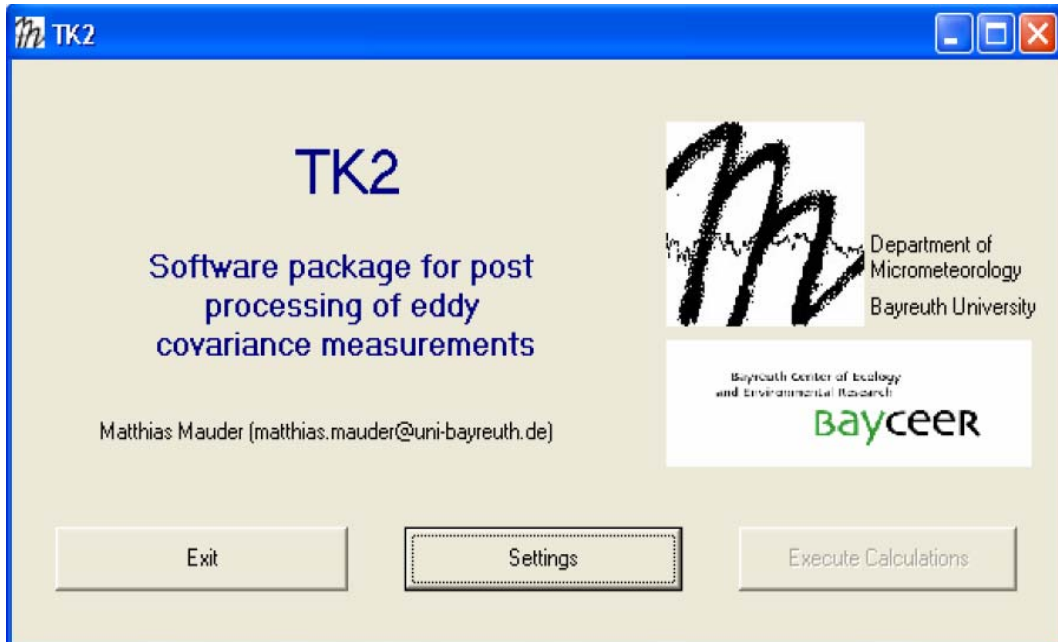 TK2
TK2
Software package for post
processing of eddy
covariance measurements
Matthias Mauder (matthias.mauder@uni-bayreuth.de)
Department of
Micrometeorology
Bayreuth University
Bayreuth Center of Ecology
and Environmental Research
BayCEER
Exit
Settings
Execute Calculations